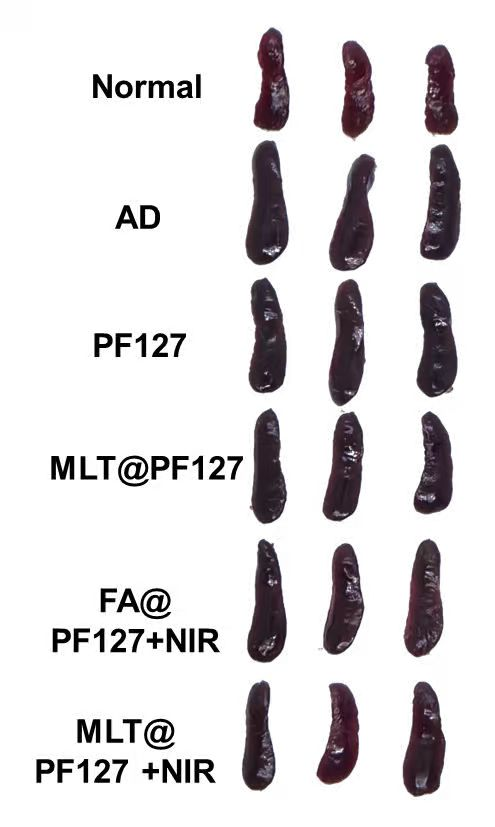 Normal
AD
PF127
MLT@PF127
FA@
PF127+NIR
MLT@
PF127 +NIR